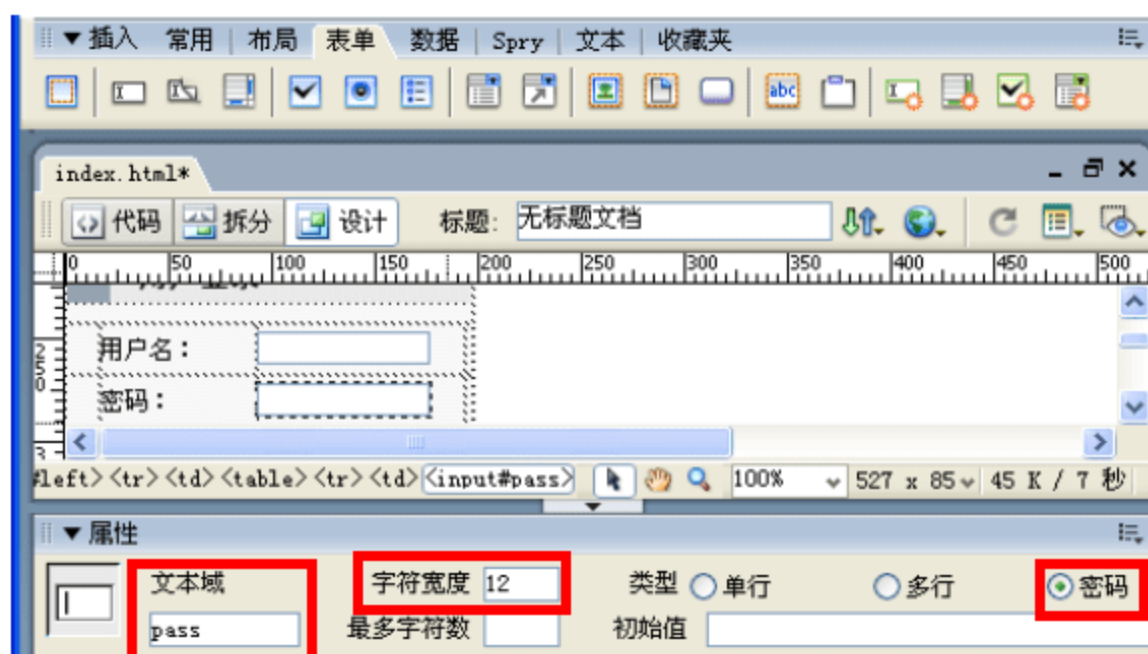 ▼插入 常用 | 布局 表单 数据 | Spry | 文本 | 收藏夹
abc
index.html*
代码 拆分 设计 标题: 无标题文档
0 50 100 150 200 250 300 350 400 450 500
用户名：
密码：
left> <tr> <td> <table> <tr> <td> <input#pass> 100% 527 x 85 45 K / 7 秒
▼属性
文本域 字符宽度 12 类型 单行 多行 密码
pass 最多字符数 初始值